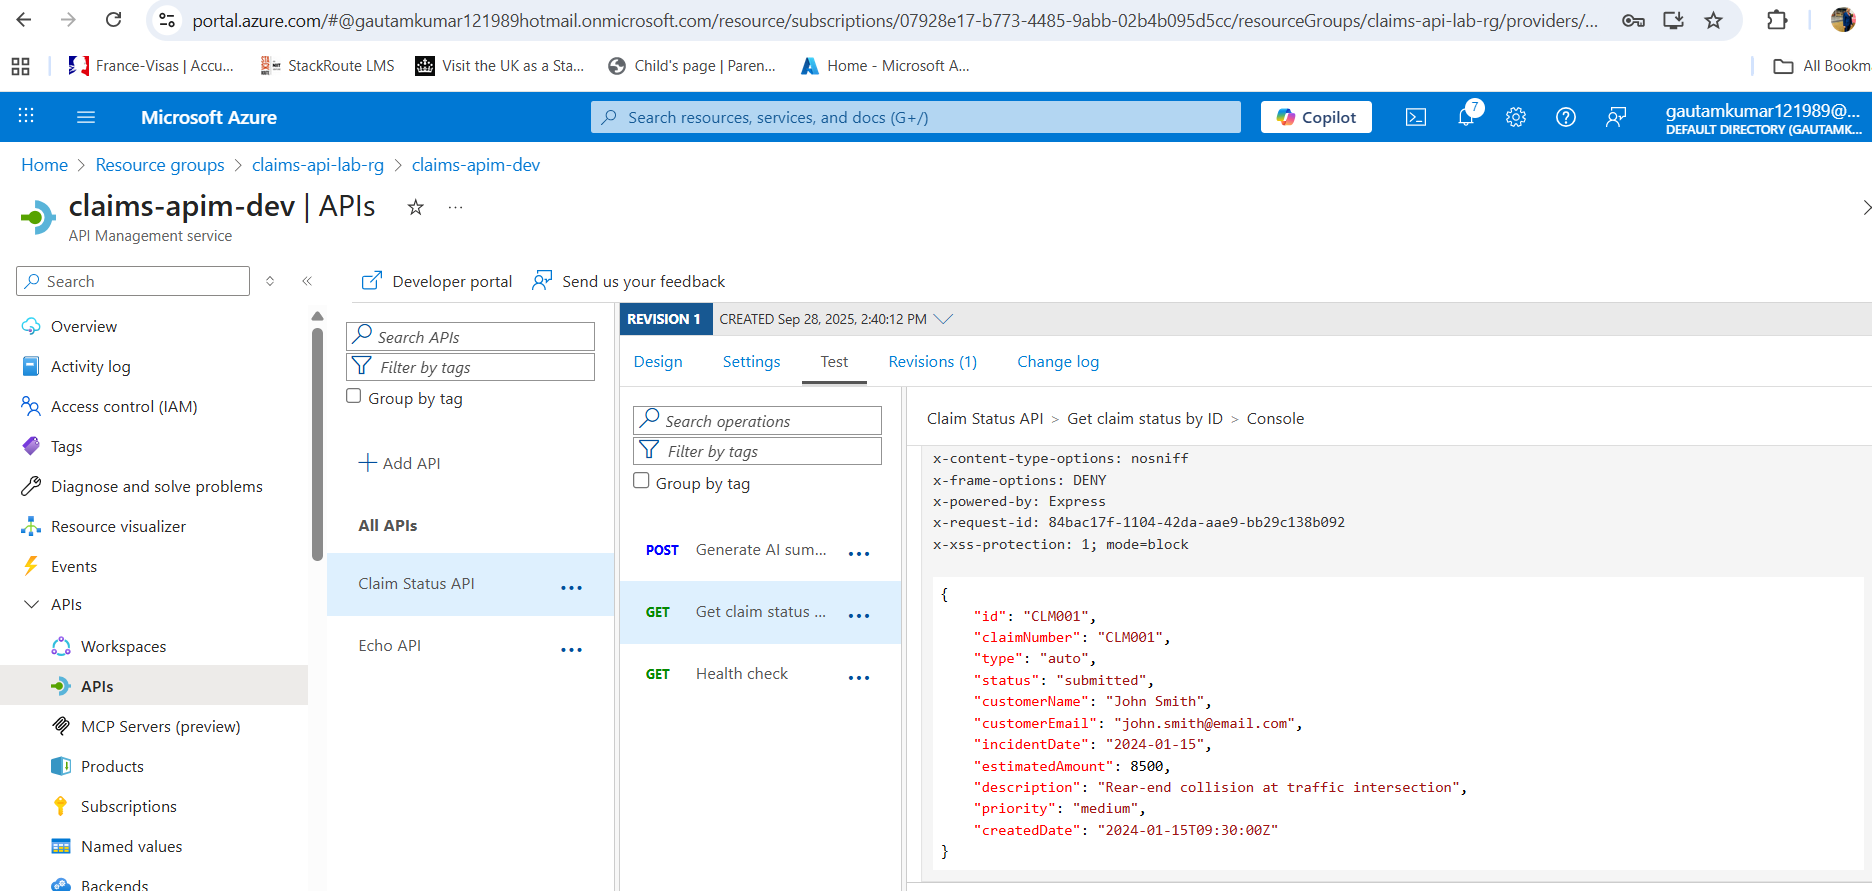 portal.azure.com/#@gautamkumar121989hotmail.onmicrosoft.com/resource/subscriptions/07928e17-b773-4485-9abb-02b4b095d5cc/resourceGroups/claims-api-lab-rg/providers/...
France-Visas | Accu...
StackRoute LMS
Visit the UK as a Sta...
Child's page | Paren...
Home - Microsoft A...
All Bookm
Microsoft Azure
Search resources, services, and docs (G+/)
Copilot
7
gautamkumar121989@...
DEFAULT DIRECTORY (GAUTAMK...
Home > Resource groups > claims-api-lab-rg > claims-apim-dev
claims-apim-dev | APIs
API Management service
Search
Overview
Activity log
Access control (IAM)
Tags
Diagnose and solve problems
Resource visualizer
Events
APIs
Workspaces
APIs
MCP Servers (preview)
Products
Subscriptions
Named values
Backends
Developer portal
Send us your feedback
Search APIs
Filter by tags
Group by tag
Add API
All APIs
Claim Status API
Echo API
REVISION 1
CREATED Sep 28, 2025, 2:40:12 PM
Design
Settings
Test
Revisions (1)
Change log
Search operations
Filter by tags
Group by tag
POST Generate AI sum...
GET Get claim status ...
GET Health check
Claim Status API > Get claim status by ID > Console
x-content-type-options: nosniff
x-frame-options: DENY
x-powered-by: Express
x-request-id: 84bac17f-1104-42da-aae9-bb29c138b092
x-xss-protection: 1; mode=block
{
"id": "CLM001",
"claimNumber": "CLM001",
"type": "auto",
"status": "submitted",
"customerName": "John Smith",
"customerEmail": "john.smith@email.com",
"incidentDate": "2024-01-15",
"estimatedAmount": 8500,
"description": "Rear-end collision at traffic intersection",
"priority": "medium",
"createdDate": "2024-01-15T09:30:00Z"
}